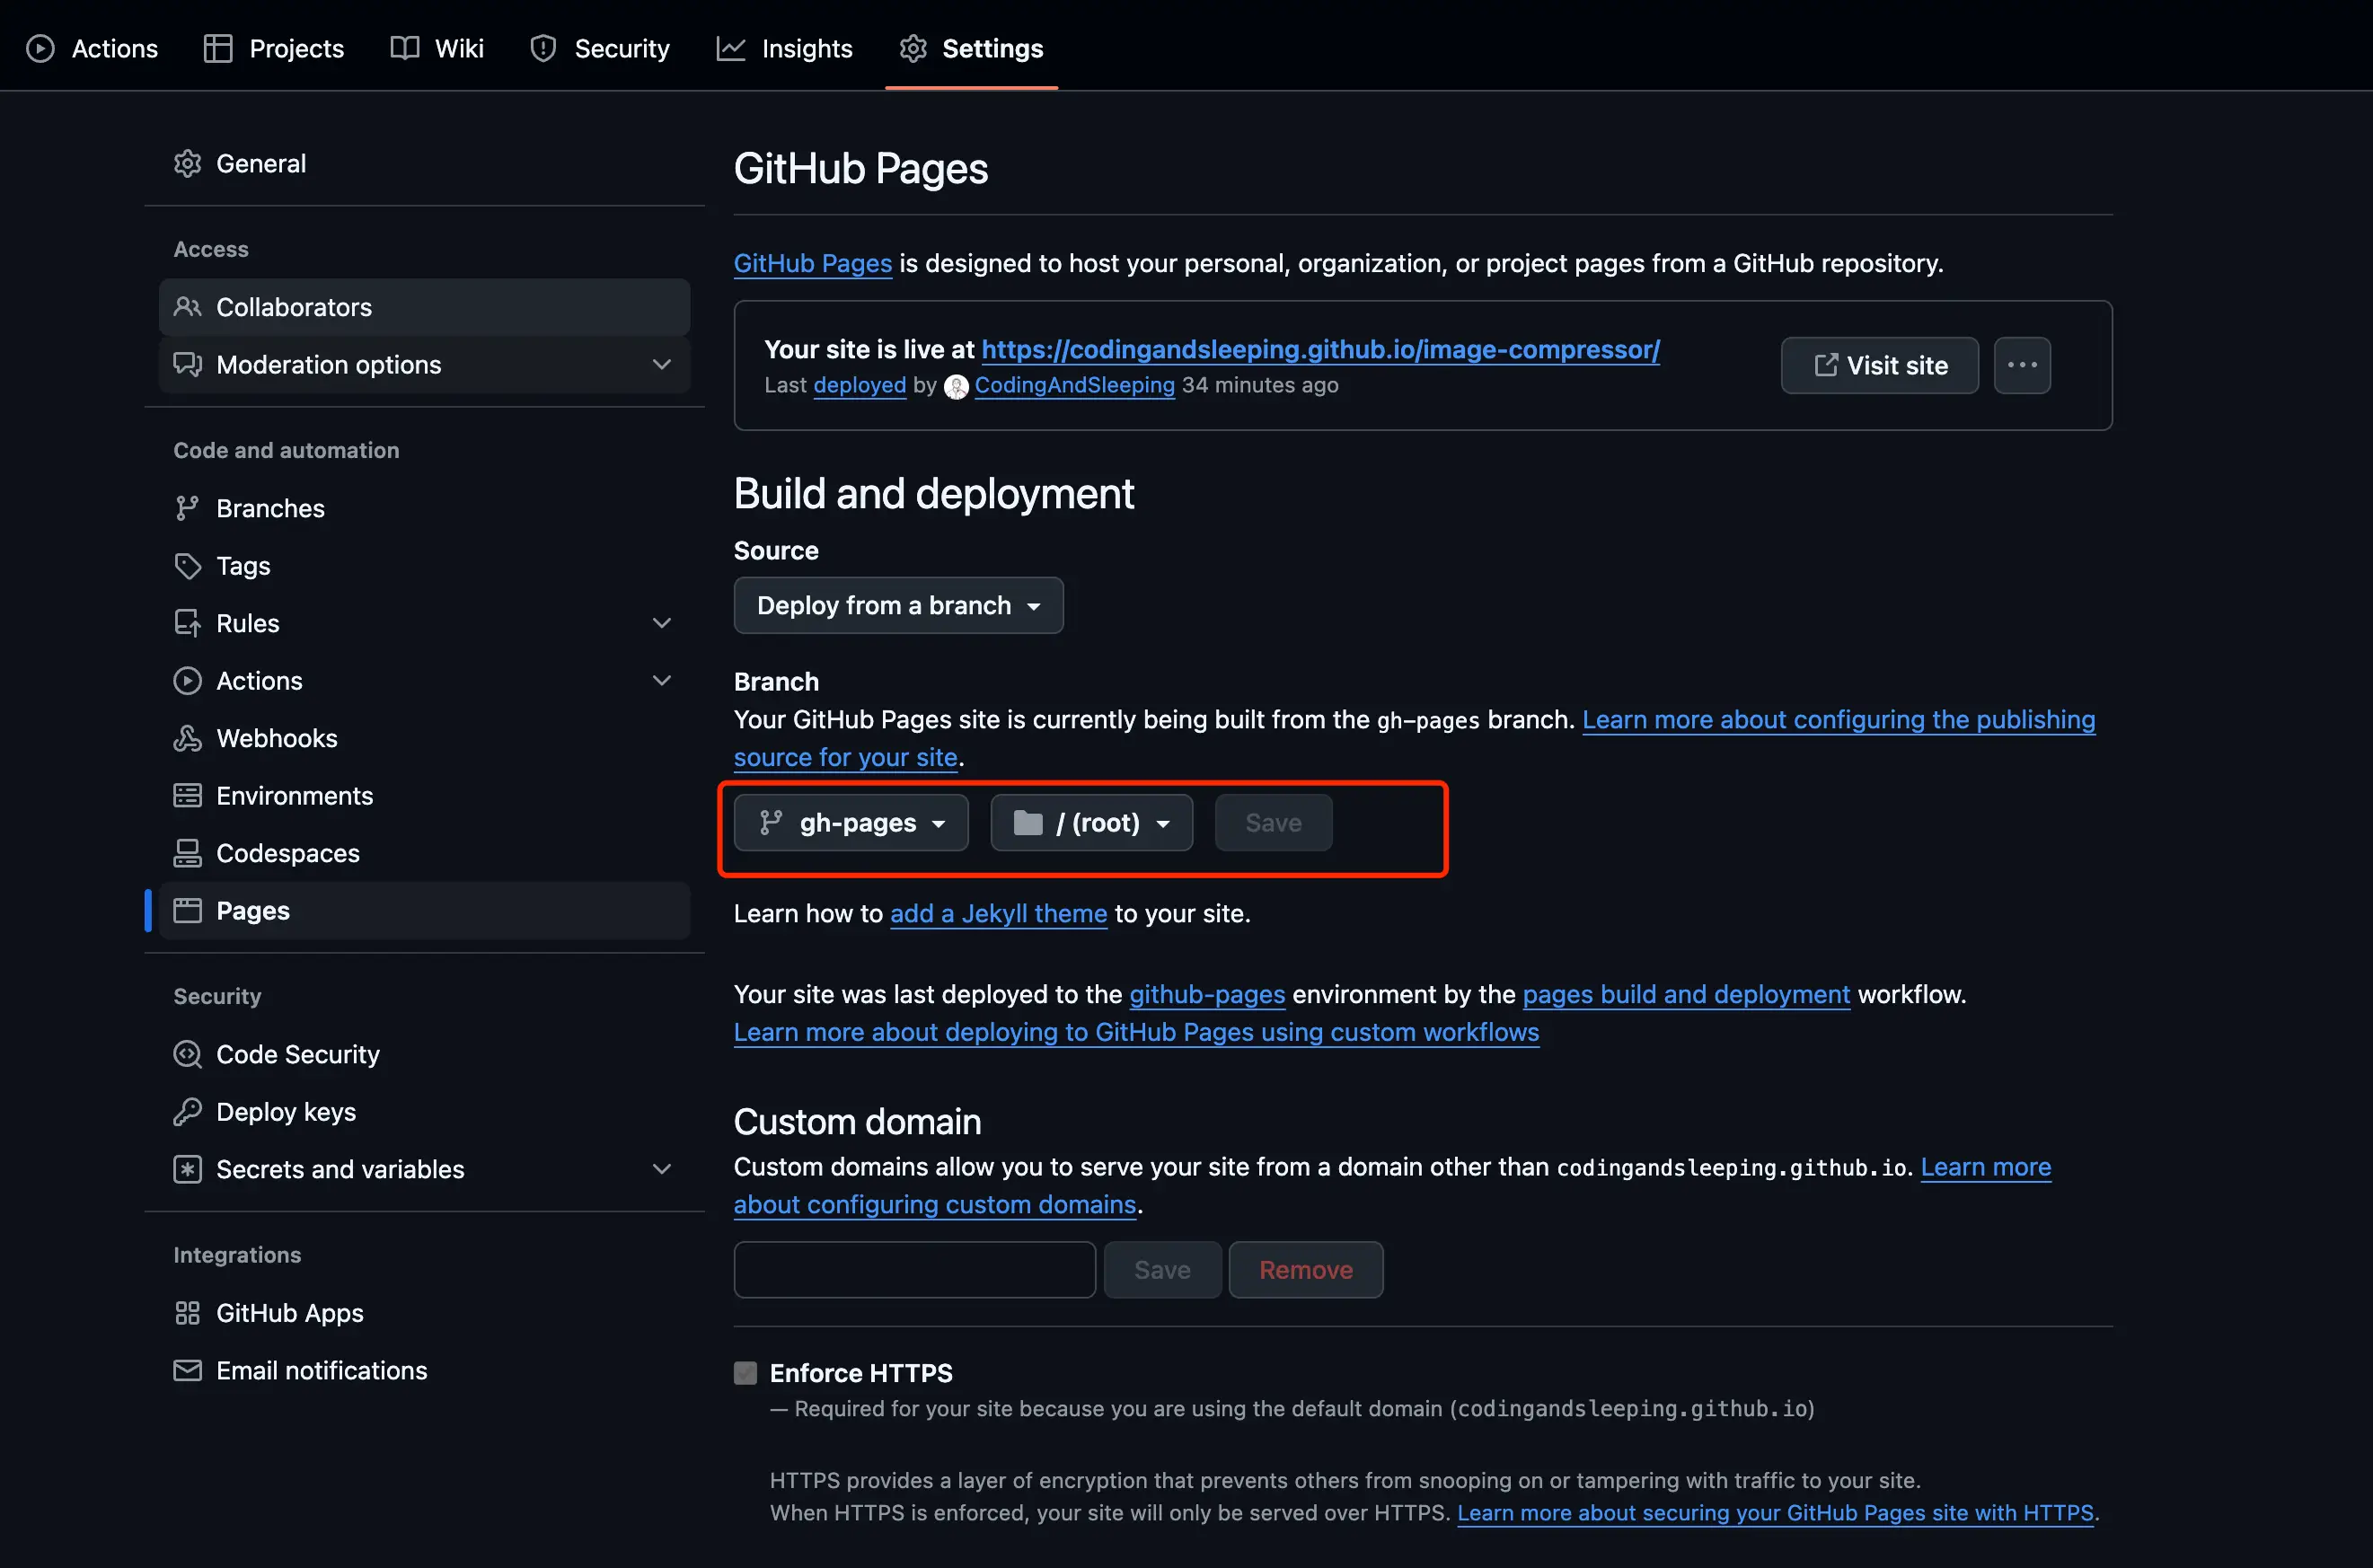 Actions Projects Wiki Security Insights Settings
General
Access
Collaborators
Moderation options
Code and automation
Branches
Tags
Rules
Actions
Webhooks
Environments
Codespaces
Pages
Security
Code Security
Deploy keys
Secrets and variables
Integrations
GitHub Apps
Email notifications
GitHub Pages
GitHub Pages is designed to host your personal, organization, or project pages from a GitHub repository.
Your site is live at https://codingandsleeping.github.io/image-compressor/
Last deployed by CodingAndSleeping 34 minutes ago
Visit site
Build and deployment
Source
Deploy from a branch
Branch
Your GitHub Pages site is currently being built from the gh-pages branch. Learn more about configuring the publishing
source for your site.
gh-pages / (root) Save
Learn how to add a Jekyll theme to your site.
Your site was last deployed to the github-pages environment by the pages build and deployment workflow.
Learn more about deploying to GitHub Pages using custom workflows
Custom domain
Custom domains allow you to serve your site from a domain other than codingandsleeping.github.io. Learn more
about configuring custom domains.
Save Remove
Enforce HTTPS
— Required for your site because you are using the default domain (codingandsleeping.github.io)
HTTPS provides a layer of encryption that prevents others from snooping on or tampering with traffic to your site.
When HTTPS is enforced, your site will only be served over HTTPS. Learn more about securing your GitHub Pages site with HTTPS.